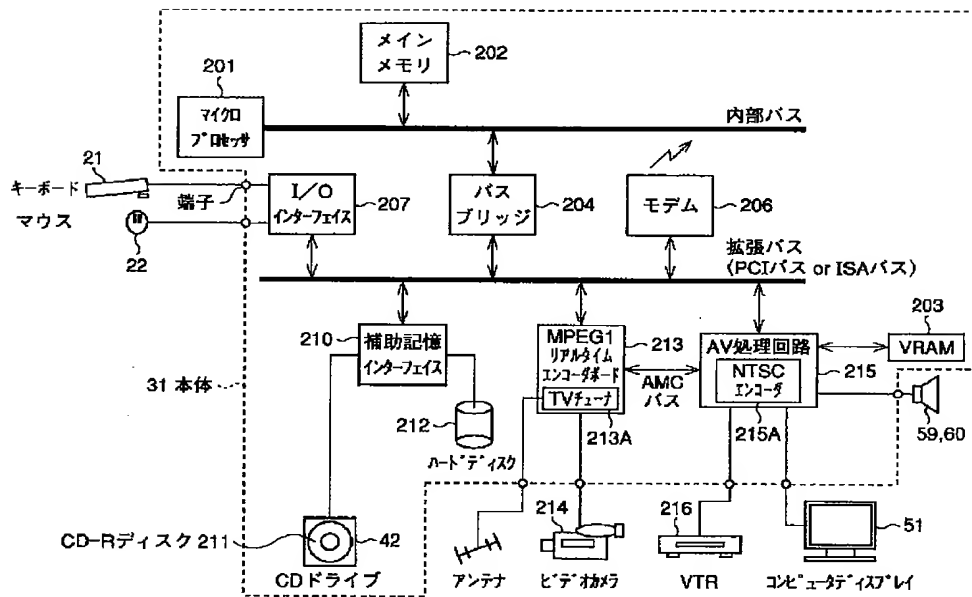 メイン
メモリ
202
201
マイクロ
プロセッサ
内部バス
21
キーボード
端子
I/O
インターフェイス
207
バス
ブリッジ
204
モデム
206
マウス
22
拡張バス
(PCIバス or ISAバス)
210
補助記憶
インターフェイス
MPEG1
リアルタイム
エンコーダボード
TVチューナ
213
213A
AMC
バス
AV処理回路
NTSC
エンコーダ
215
215A
203
VRAM
31 本体
212
ハードディスク
59,60
CD-Rディスク 211
42
CDドライブ
アンテナ
214
ビデオカメラ
216
VTR
51
コンピュータディスプレイ